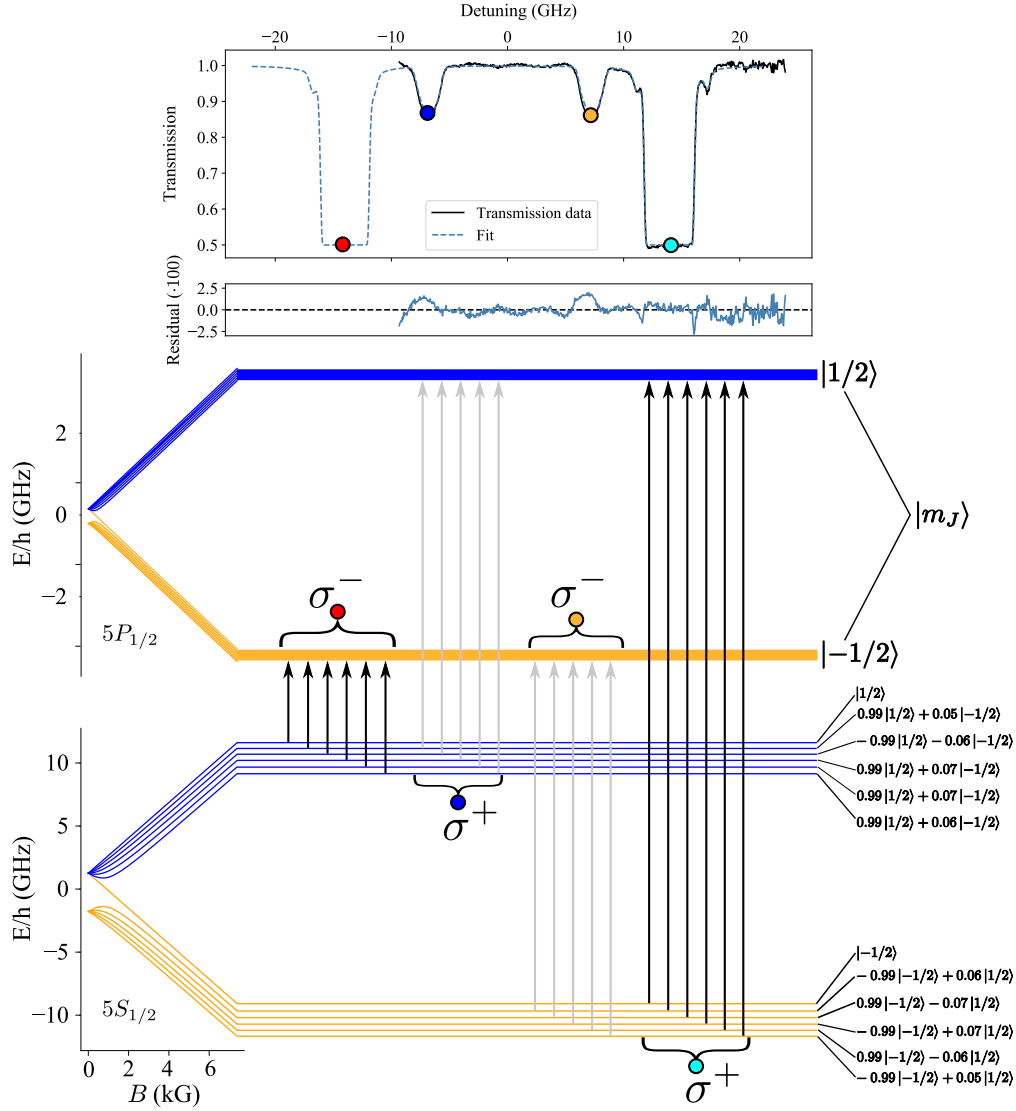 Detuning (GHz)
−20 −10 0 10 20
Transmission
1.0
0.9
0.8
0.7
0.6
0.5
Transmission data
Fit
Residual (·100)
2.5
0.0
−2.5
E/h (GHz)
2
0
−2
5P1/2
σ−
σ−
|1/2⟩
|mJ⟩
|−1/2⟩
E/h (GHz)
10
5
0
−5
−10
5S1/2
σ+
σ+
|1/2⟩
0.99|1/2⟩ + 0.05|−1/2⟩
− 0.99|1/2⟩ − 0.06|−1/2⟩
0.99|1/2⟩ + 0.07|−1/2⟩
0.99|1/2⟩ + 0.07|−1/2⟩
0.99|1/2⟩ + 0.06|−1/2⟩
|−1/2⟩
− 0.99|−1/2⟩ + 0.06|1/2⟩
0.99|−1/2⟩ − 0.07|1/2⟩
− 0.99|−1/2⟩ + 0.07|1/2⟩
0.99|−1/2⟩ − 0.06|1/2⟩
− 0.99|−1/2⟩ + 0.05|1/2⟩
0 2 4 6
B (kG)